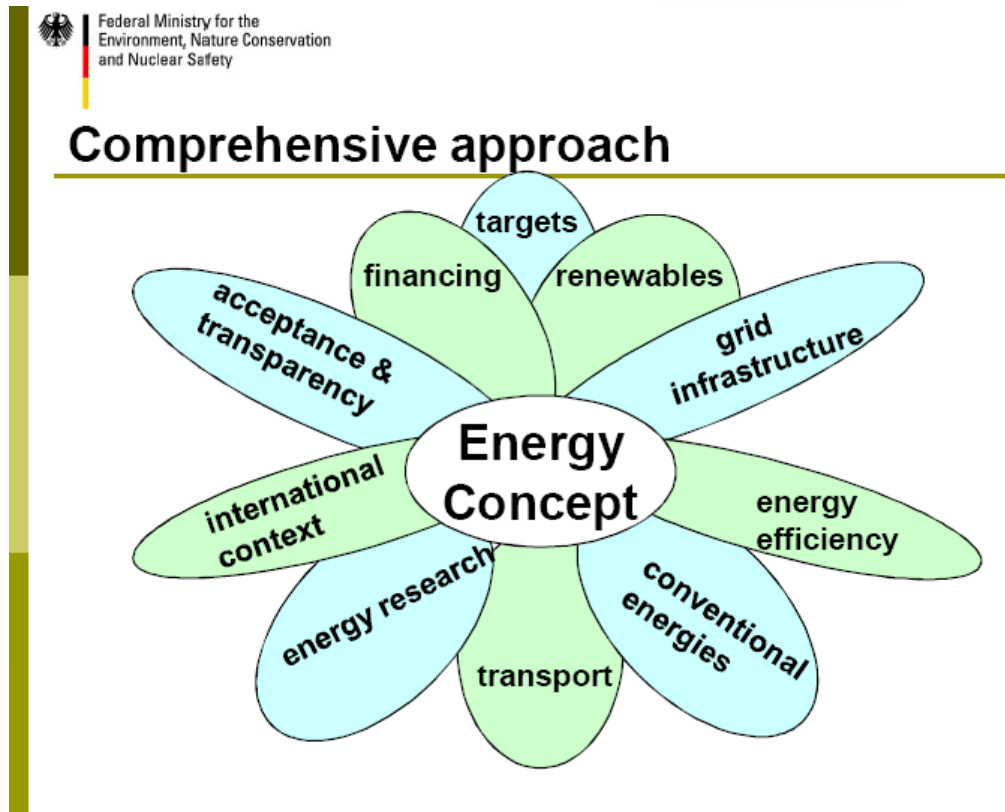 Federal Ministry for the
Environment, Nature Conservation
and Nuclear Safety
Comprehensive approach
targets
financing
renewables
acceptance &
transparency
grid
infrastructure
Energy
Concept
international
context
energy
efficiency
energy research
conventional
energies
transport